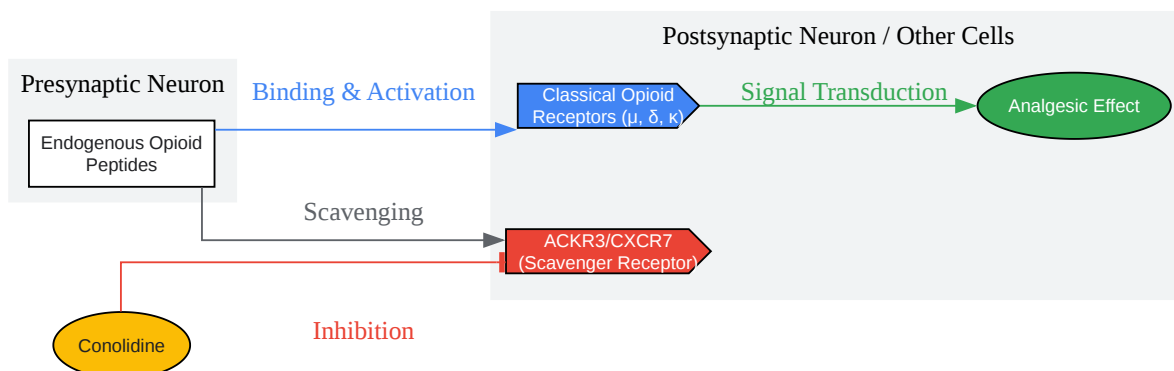 Postsynaptic Neuron / Other Cells
Presynaptic Neuron
Binding & Activation
Classical Opioid
Receptors (μ, δ, κ)
Signal Transduction
Analgesic Effect
Endogenous Opioid
Peptides
Scavenging
ACKR3/CXCR7
(Scavenger Receptor)
Inhibition
Conolidine